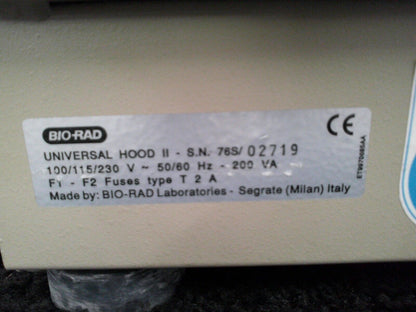 BIO-RAD
UNIVERSAL HOOD II - S.N. 76S/ 02719
100/115/230 V ~ 50/60 Hz - 200 VA
F1 - F2 Fuses type T 2 A
Made by: BIO-RAD Laboratories - Segrate (Milan) Italy
CE